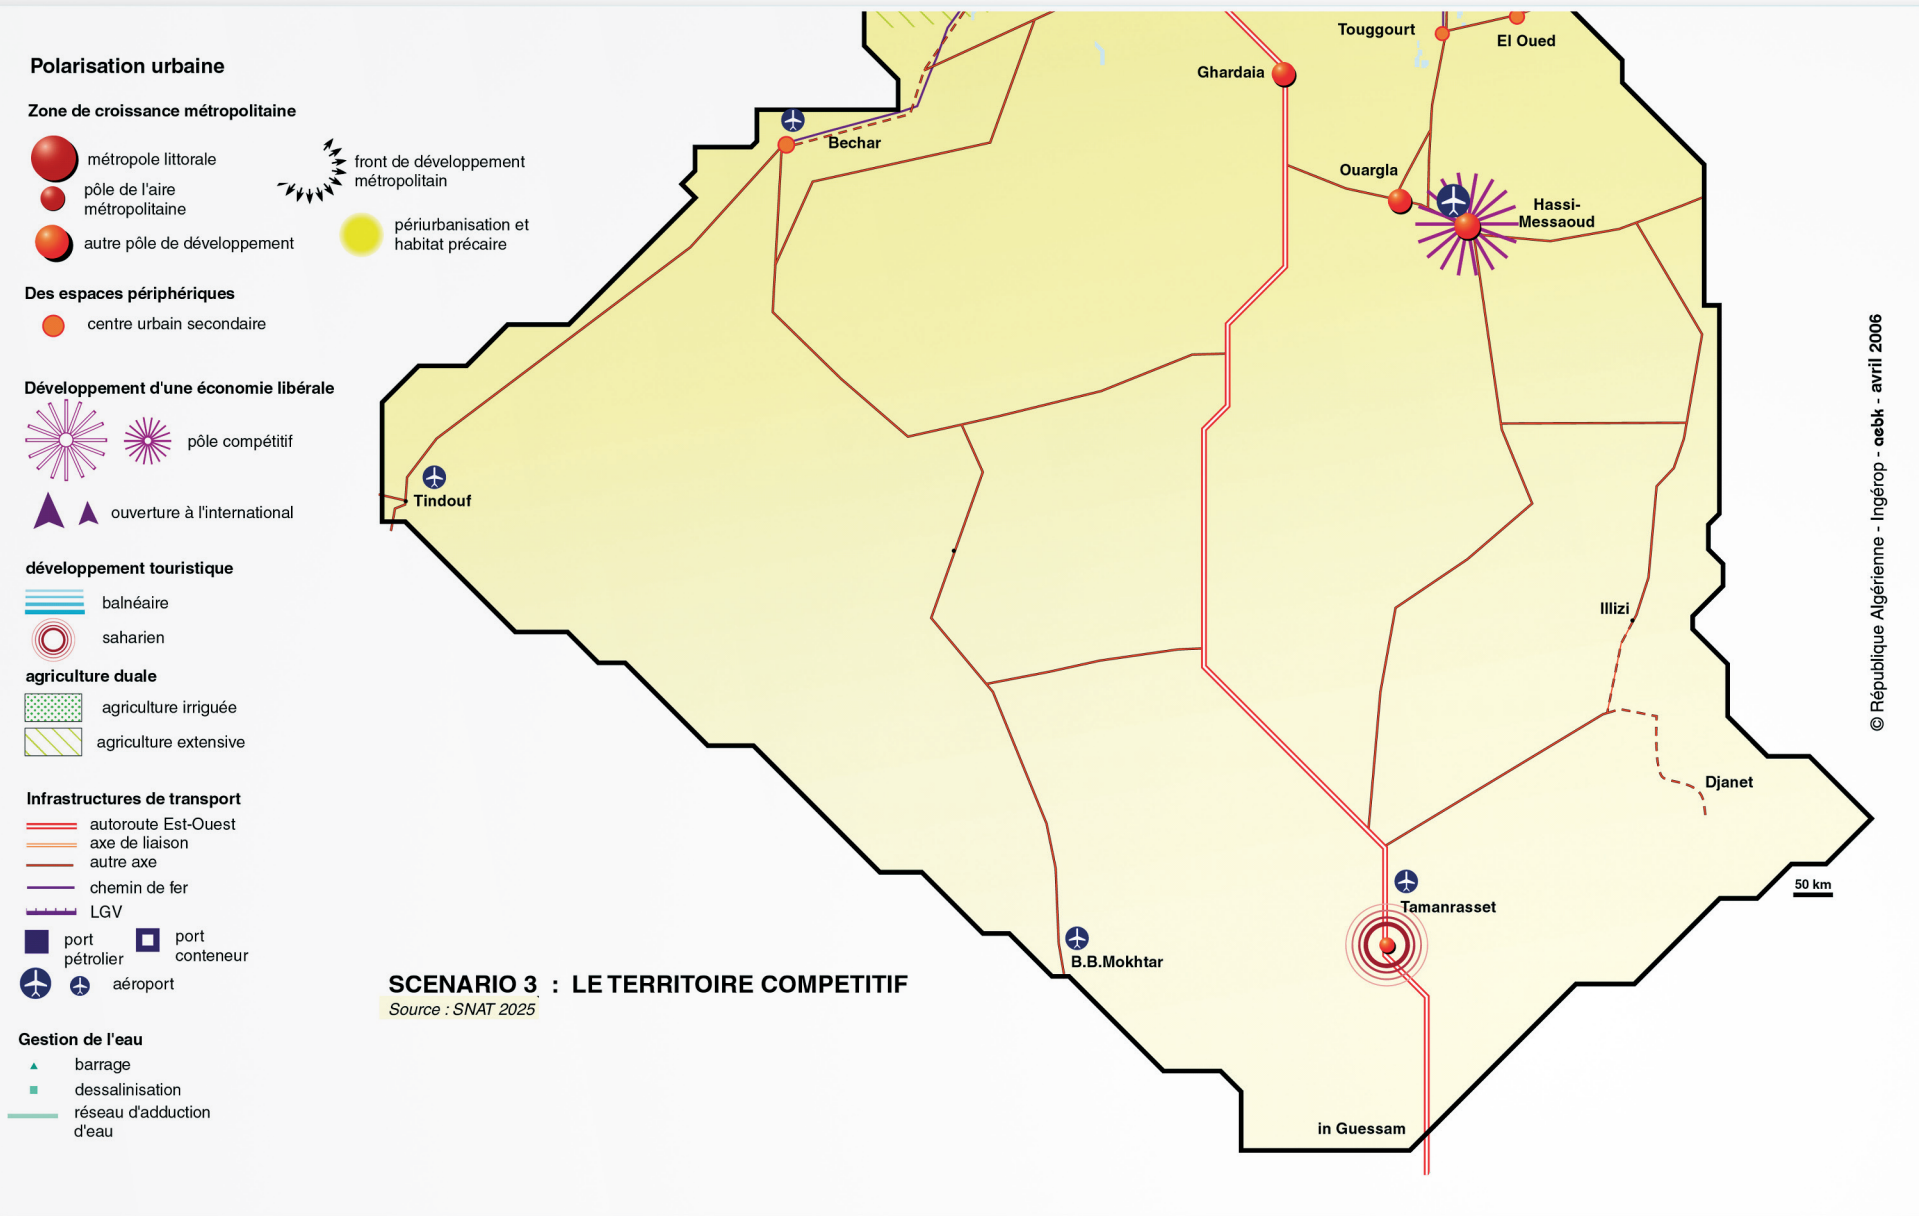 Polarisation urbaine
Zone de croissance métropolitaine
métropole littorale
pôle de l'aire
métropolitaine
autre pôle de développement
front de développement
métropolitain
périurbanisation et
habitat précaire
Des espaces périphériques
centre urbain secondaire
Développement d'une économie libérale
pôle compétitif
ouverture à l'international
développement touristique
balnéaire
saharien
agriculture duale
agriculture irriguée
agriculture extensive
Infrastructures de transport
autoroute Est-Ouest
axe de liaison
autre axe
chemin de fer
LGV
port
pétrolier
port
conteneur
aéroport
Gestion de l'eau
barrage
dessalinisation
réseau d'adduction
d'eau
Touggourt
El Oued
Ghardaia
Bechar
Ouargla
Hassi-
Messaoud
Tindouf
Illizi
Djanet
50 km
Tamanrasset
B.B.Mokhtar
in Guessam
SCENARIO 3 : LE TERRITOIRE COMPETITIF
Source : SNAT 2025
© République Algérienne - Ingérop - aebk - avril 2006